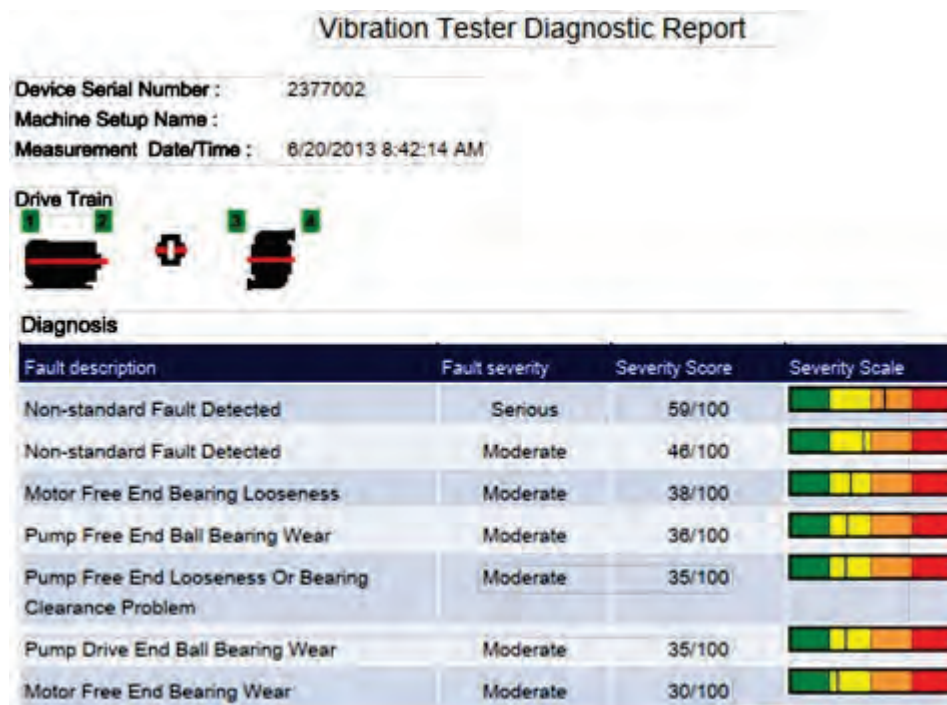 Vibration Tester Diagnostic Report
Device Serial Number : 2377002
Machine Setup Name :
Measurement Date/Time : 6/20/2013 8:42:14 AM
Drive Train
1 2 3 4
Diagnosis
Fault description Fault severity Severity Score Severity Scale
Non-standard Fault Detected Serious 59/100
Non-standard Fault Detected Moderate 46/100
Motor Free End Bearing Looseness Moderate 38/100
Pump Free End Ball Bearing Wear Moderate 36/100
Pump Free End Looseness Or Bearing Moderate 35/100
Clearance Problem
Pump Drive End Ball Bearing Wear Moderate 35/100
Motor Free End Bearing Wear Moderate 30/100